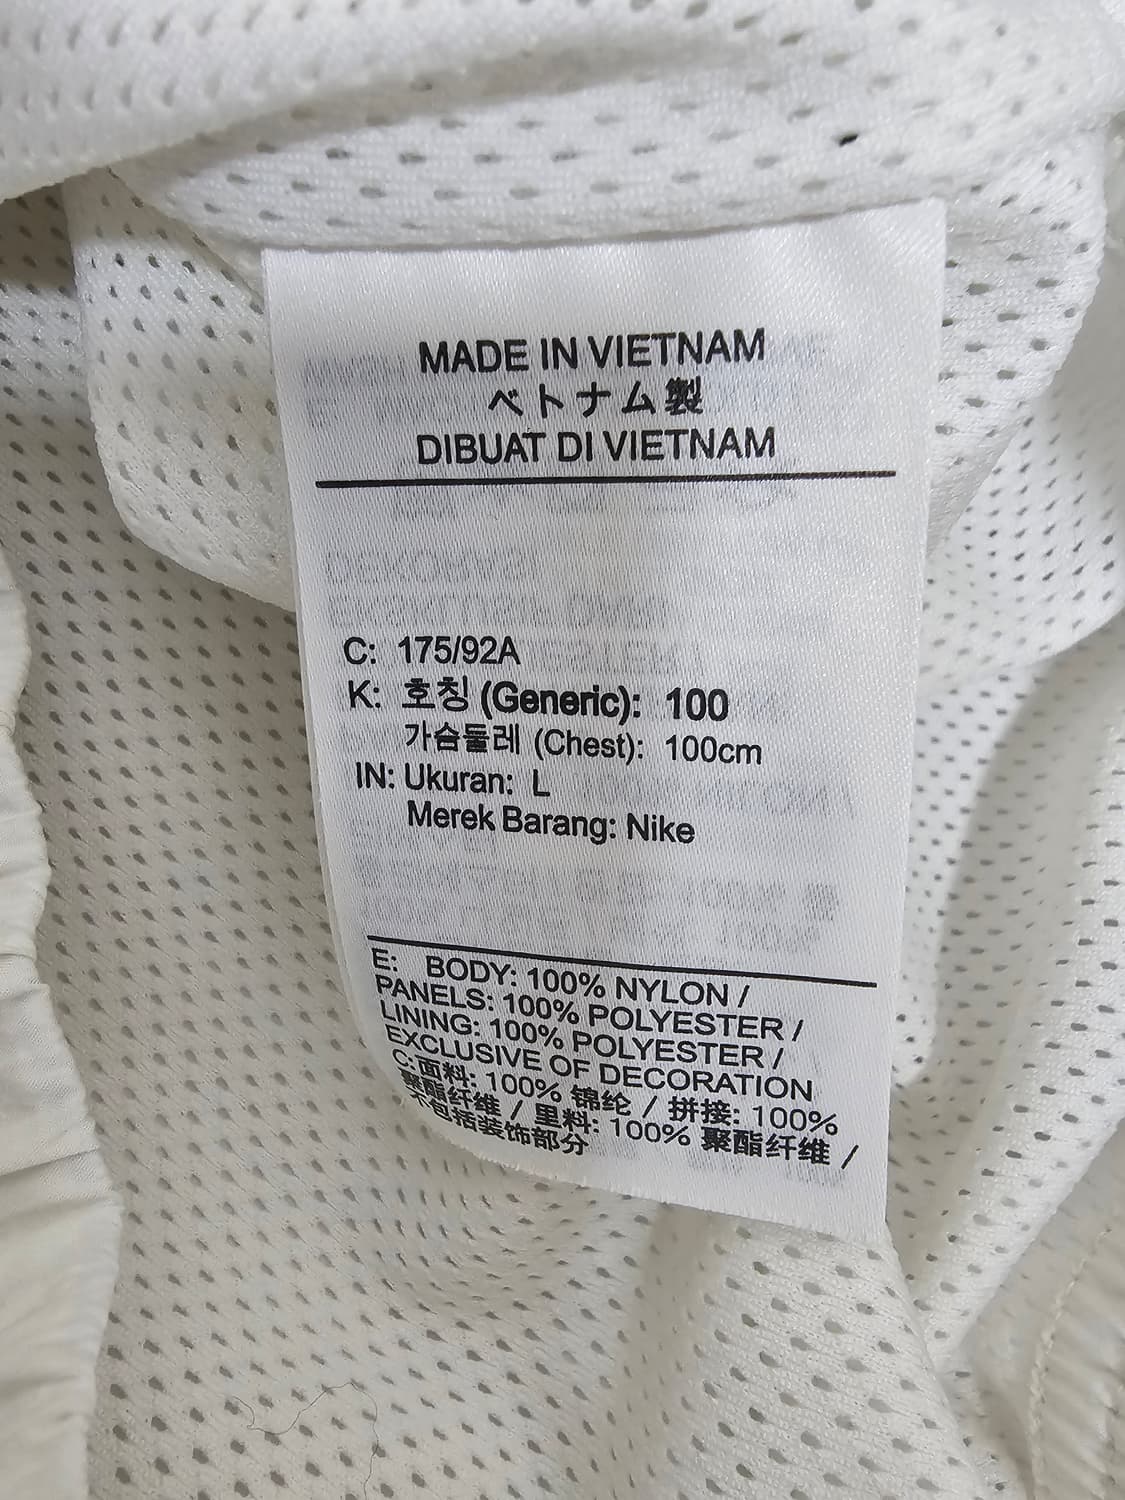 MADE IN VIETNAM
ベトナム製
DIBUAT DI VIETNAM
C: 175/92A
K: 호칭 (Generic): 100
가슴둘레 (Chest): 100cm
IN: Ukuran: L
Merek Barang: Nike
E: BODY: 100% NYLON /
PANELS: 100% POLYESTER /
LINING: 100% POLYESTER /
EXCLUSIVE OF DECORATION
C:面料: 100% 锦纶 / 拼接: 100%
聚酯纤维 / 里料: 100% 聚酯纤维 /
不包括装饰部分